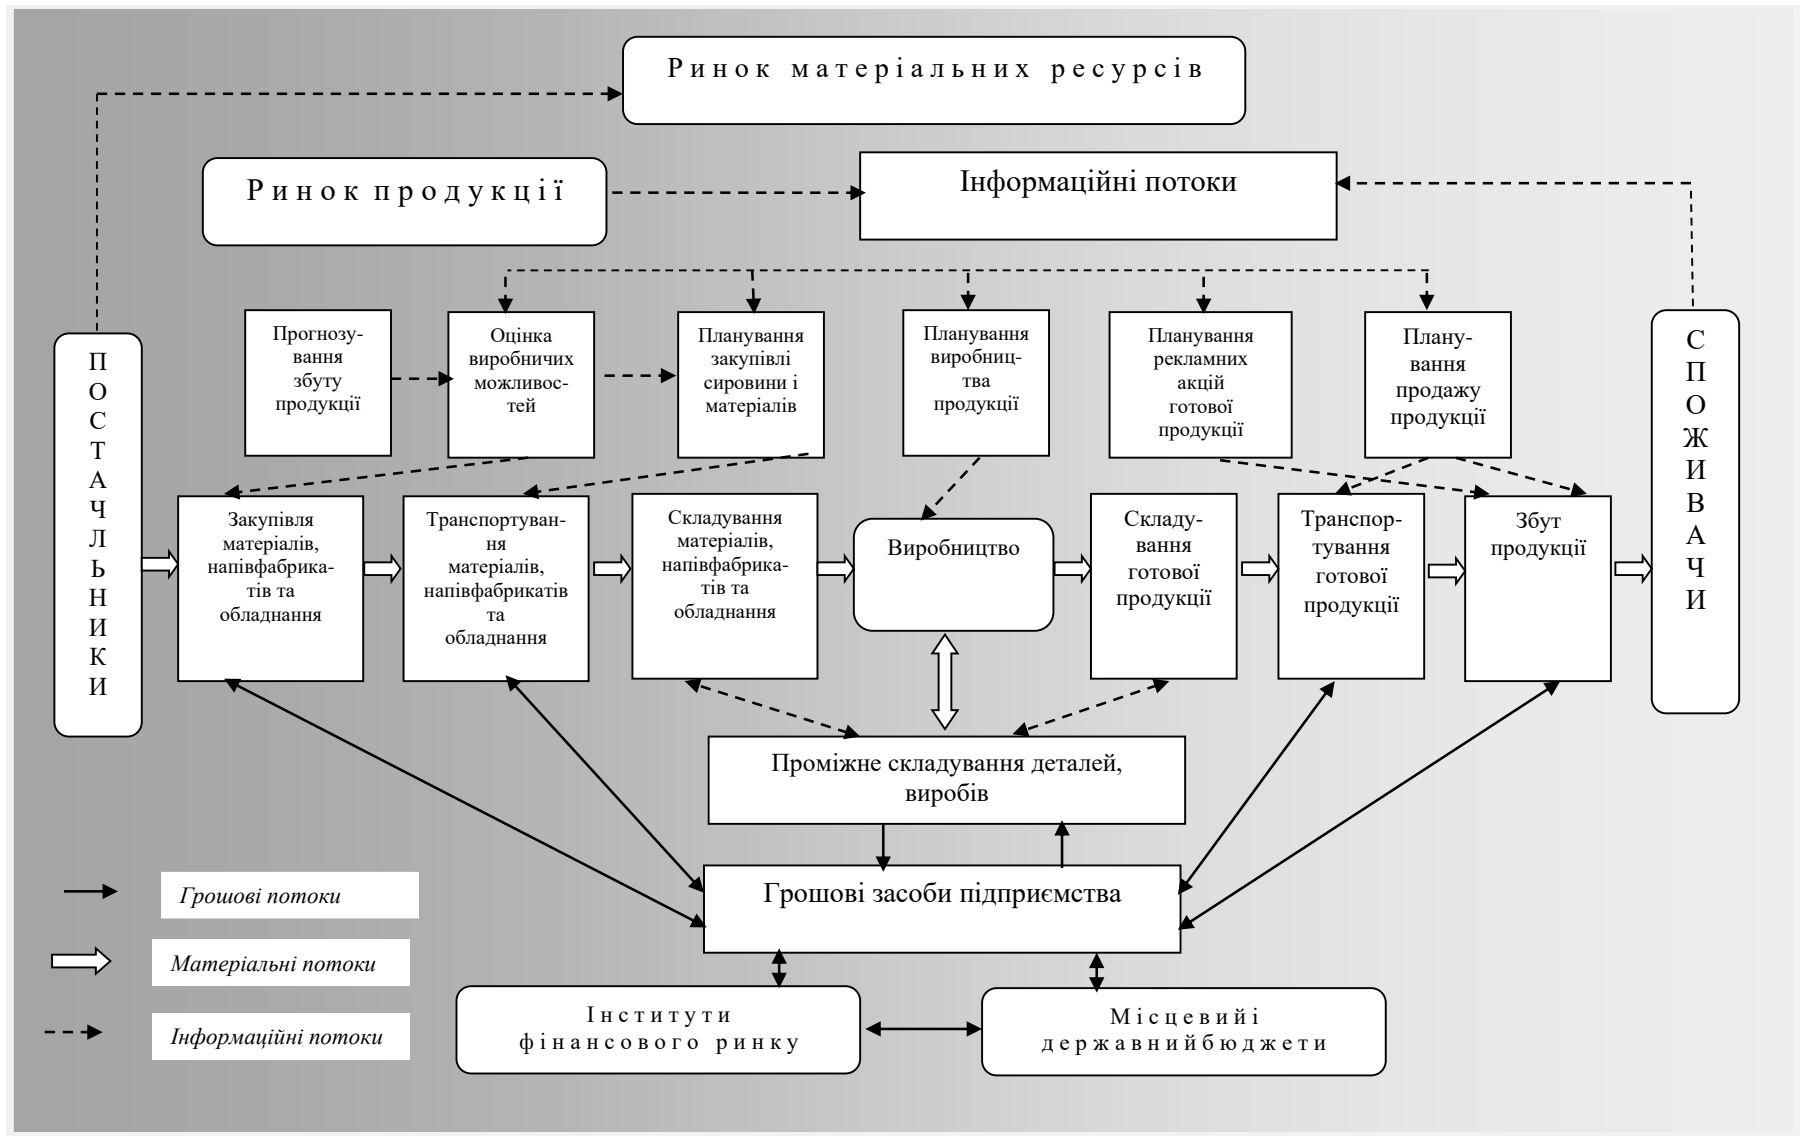 Ринок матеріальних ресурсів
Ринок продукції
Інформаційні потоки
П
О
С
Т
А
Ч
Л
Ь
Н
И
К
И
Прогнозу-
вання
збуту
продукції
Оцінка
виробничих
можливос-
тей
Планування
закупівлі
сировини і
матеріалів
Планування
виробниц-
тва
продукції
Планування
рекламних
акцій
готової
продукції
Плану-
вання
продажу
продукції
С
П
О
Ж
И
В
А
Ч
И
Закупівля
матеріалів,
напівфабрика-
тів та
обладнання
Транспортуван-
ня
матеріалів,
напівфабрикатів
та
обладнання
Складування
матеріалів,
напівфабрика-
тів та
обладнання
Виробництво
Складу-
вання
готової
продукції
Транспор-
тування
готової
продукції
Збут
продукції
Проміжне складування деталей,
виробів
Грошові засоби підприємства
Грошові потоки
Матеріальні потоки
Інформаційні потоки
Інститути
фінансового ринку
Місцевийі
державнийбюджети